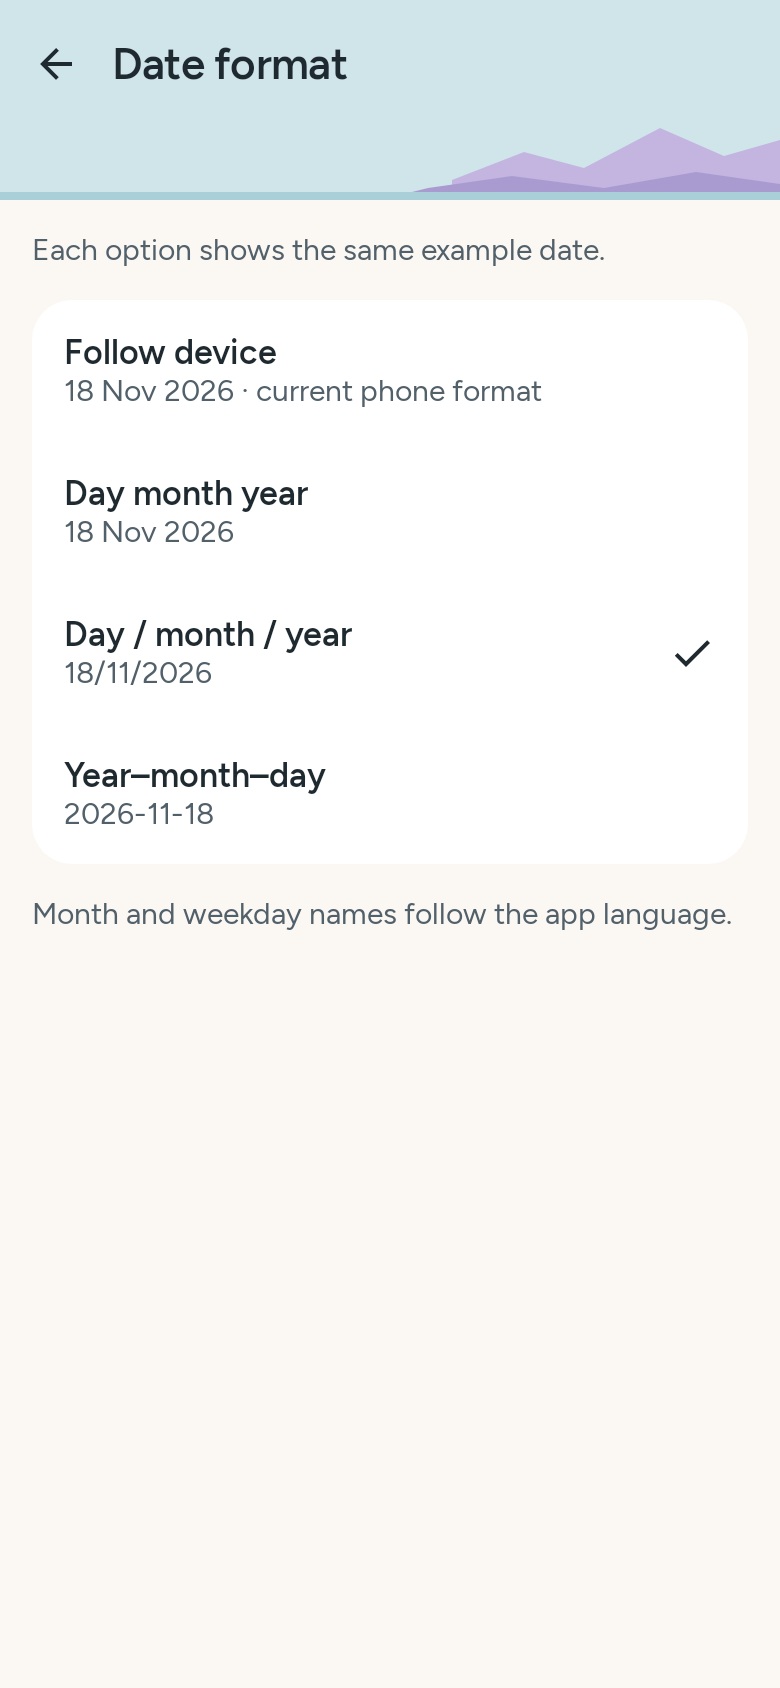 Date format
Each option shows the same example date.
Follow device
18 Nov 2026 · current phone format
Day month year
18 Nov 2026
Day / month / year
18/11/2026
Year–month–day
2026-11-18
Month and weekday names follow the app language.